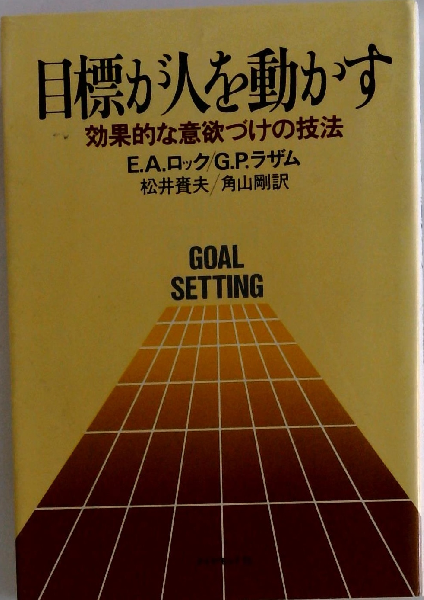 目標が人を動かす
効果的な意欲づけの技法
E.A.ロック/G.P.ラザム
松井賚夫/角山剛訳
GOAL
SETTING